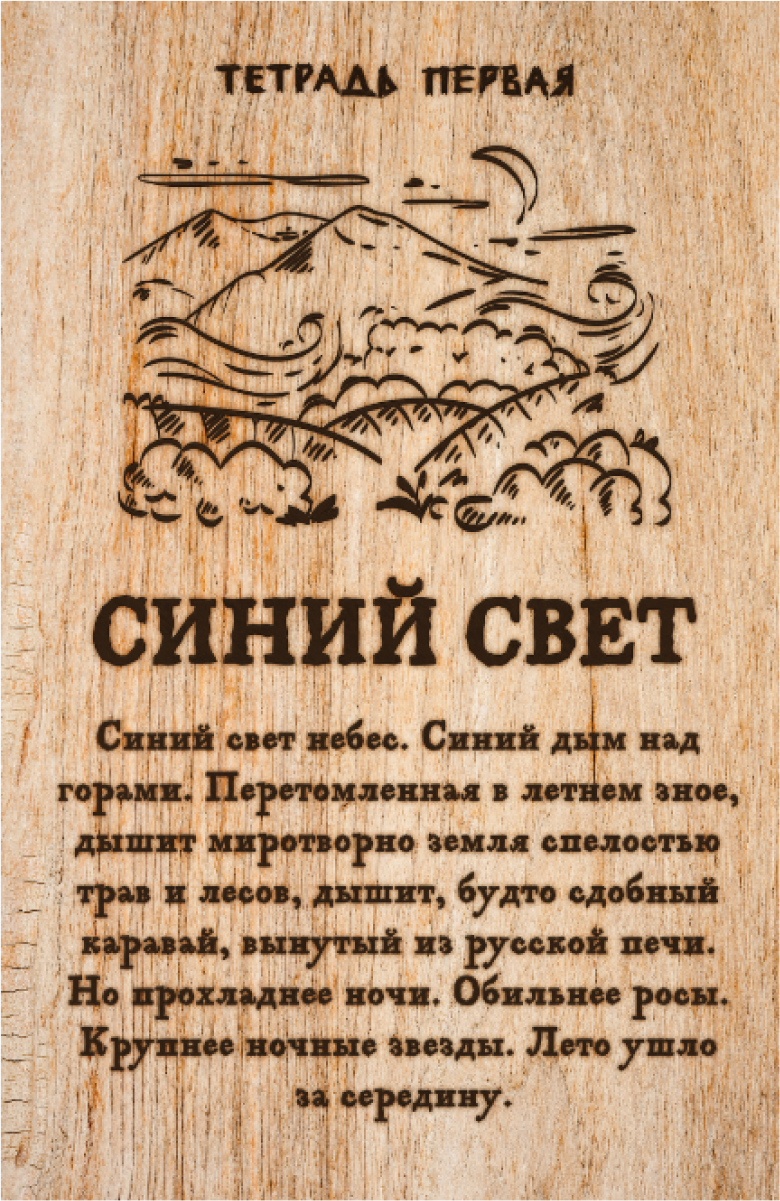 ТЕТРАДЬ ПЕРВАЯ
СИНИЙ СВЕТ
Синий свет небес. Синий дым над
горами. Перетомленная в летнем зное,
дышит миротворно земля спелостью
трав и лесов, дышит, будто сдобный
каравай, вынутый из русской печи.
Но прохладнее ночи. Обильнее росы.
Крупнее ночные звезды. Лето ушло
за середину.